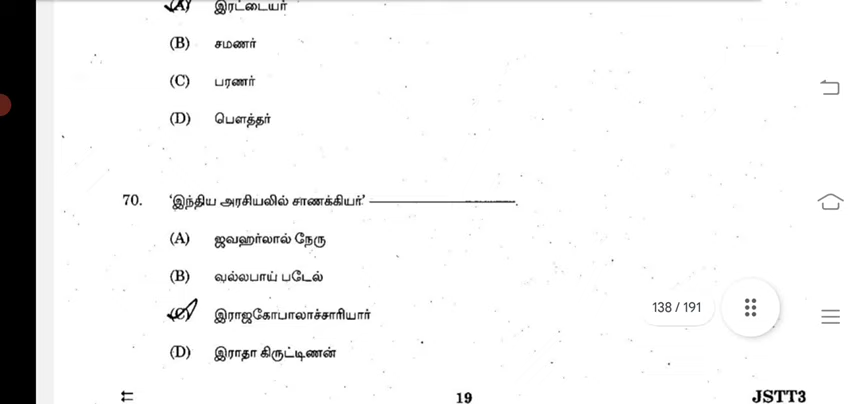 (A) இரட்டையர்
(B) சமணர்
(C) பரணர்
(D) பௌத்தர்
70. 'இந்திய அரசியலில் சாணக்கியர்' ______.
(A) ஜவஹர்லால் நேரு
(B) வல்லபாய் படேல்
138 / 191
(C) இராஜகோபாலாச்சாரியார்
(D) இராதா கிருட்டிணன்
19
JSTT3